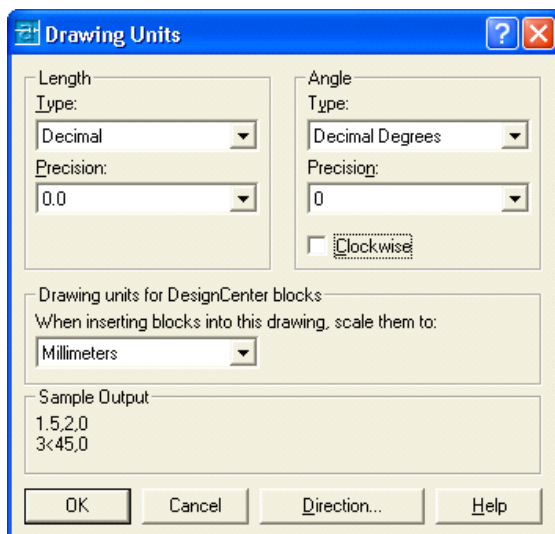 Drawing Units
Length
Type:
Decimal
Precision:
0.0
Angle
Type:
Decimal Degrees
Precision:
0
Clockwise
Drawing units for DesignCenter blocks
When inserting blocks into this drawing, scale them to:
Millimeters
Sample Output
1.5,2,0
3<45,0
OK
Cancel
Direction...
Help